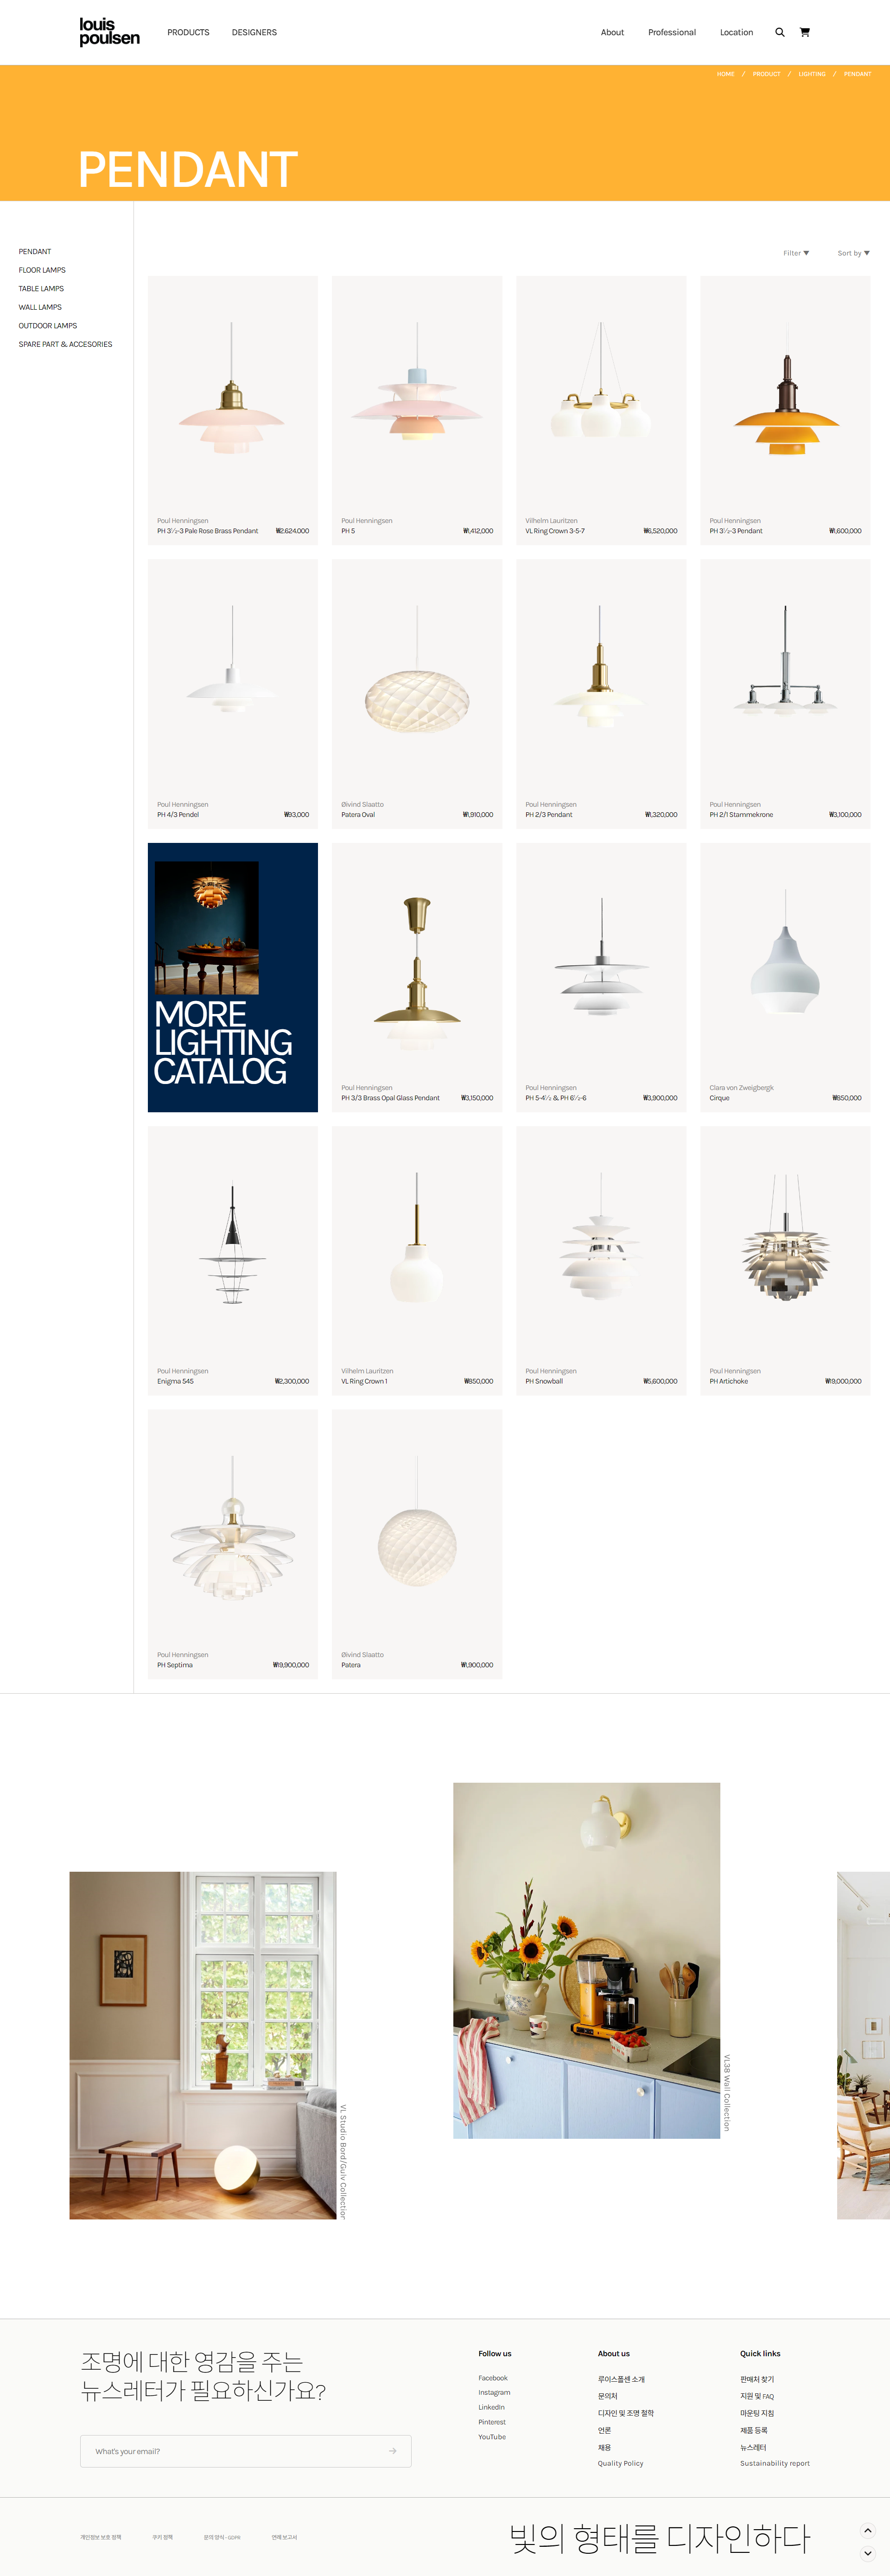 louis
poulsen
PRODUCTS DESIGNERS
About Professional Location
HOME / PRODUCT / LIGHTING / PENDANT
PENDANT
PENDANT
FLOOR LAMPS
TABLE LAMPS
WALL LAMPS
OUTDOOR LAMPS
SPARE PART & ACCESORIES
Filter ▼ Sort by ▼
Poul Henningsen
PH 3½-3 Pale Rose Brass Pendant ₩2.624.000
Poul Henningsen
PH 5 ₩1,412,000
Vilhelm Lauritzen
VL Ring Crown 3-5-7 ₩6,520,000
Poul Henningsen
PH 3½-3 Pendant ₩1,600,000
Poul Henningsen
PH 4/3 Pendel ₩93,000
Øivind Slaatto
Patera Oval ₩1,910,000
Poul Henningsen
PH 2/3 Pendant ₩1,320,000
Poul Henningsen
PH 2/1 Stammekrone ₩3,100,000
MORE
LIGHTING
CATALOG
Poul Henningsen
PH 3/3 Brass Opal Glass Pendant ₩3,150,000
Poul Henningsen
PH 5-4½ & PH 6½-6 ₩3,900,000
Clara von Zweigbergk
Cirque ₩850,000
Poul Henningsen
Enigma 545 ₩2,300,000
Vilhelm Lauritzen
VL Ring Crown 1 ₩850,000
Poul Henningsen
PH Snowball ₩5,600,000
Poul Henningsen
PH Artichoke ₩19,000,000
Poul Henningsen
PH Septima ₩19,900,000
Øivind Slaatto
Patera ₩1,900,000
VL Studio Bord/Gulv Collection
VL38 Wall Collection
조명에 대한 영감을 주는
뉴스레터가 필요하신가요?
What's your email?
Follow us
Facebook
Instagram
LinkedIn
Pinterest
YouTube
About us
루이스폴센 소개
문의처
디자인 및 조명 철학
언론
채용
Quality Policy
Quick links
판매처 찾기
지원 및 FAQ
마운팅 지침
제품 등록
뉴스레터
Sustainability report
개인정보 보호 정책 쿠키 정책 문의 양식 - GDPR 연례 보고서
빛의 형태를 디자인하다